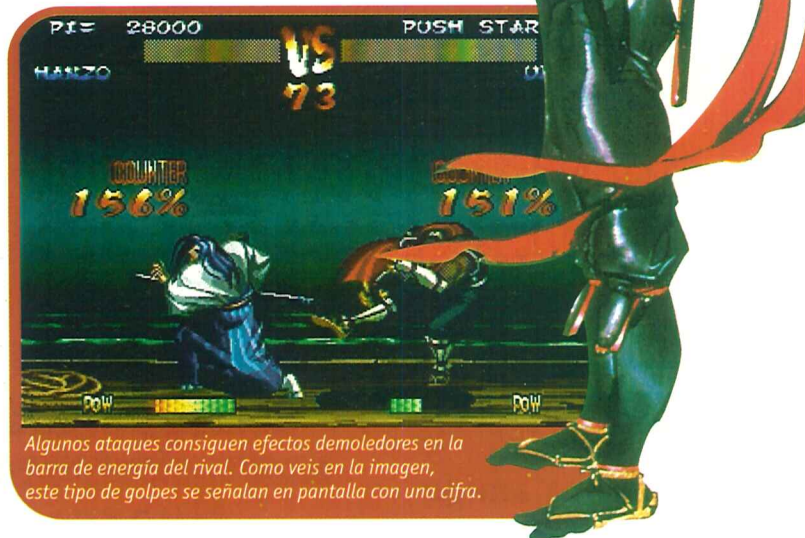 P1= 28000 PUSH STAR
VS
HANZO U
73
COUNTER
156% 151%
POW POW
Algunos ataques consiguen efectos demoledores en la
barra de energía del rival. Como veis en la imagen,
este tipo de golpes se señalan en pantalla con una cifra.